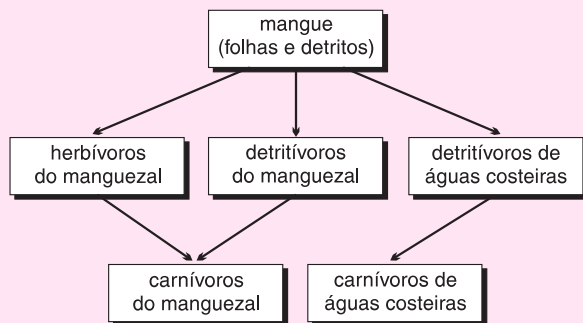 mangue
(folhas e detritos)
herbívoros
do manguezal
detritívoros
do manguezal
detritívoros de
águas costeiras
carnívoros
do manguezal
carnívoros de
águas costeiras